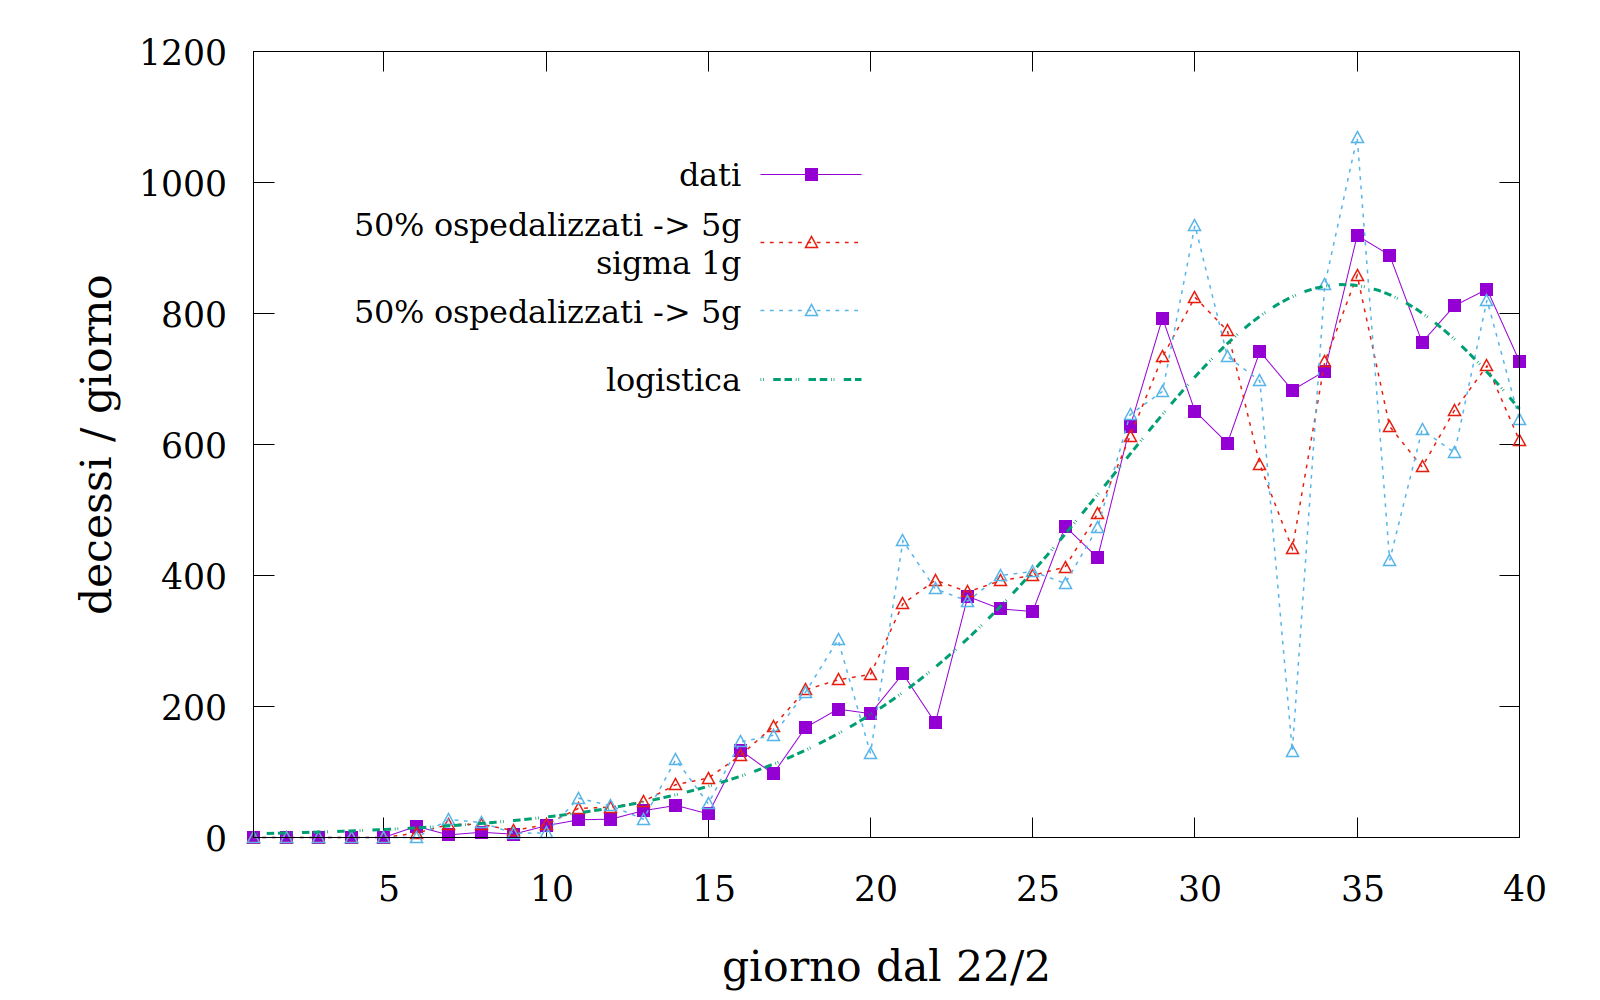 1200
1000
800
600
400
200
0
decessi / giorno
dati
50% ospedalizzati -> 5g
sigma 1g
50% ospedalizzati -> 5g
logistica
5 10 15 20 25 30 35 40
giorno dal 22/2